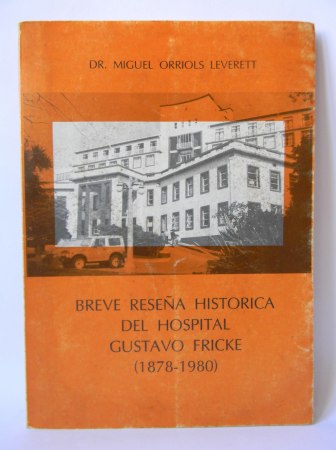 DR. MIGUEL ORRIOLS LEVERETT
BREVE RESEÑA HISTORICA
DEL HOSPITAL
GUSTAVO FRICKE
(1878-1980)